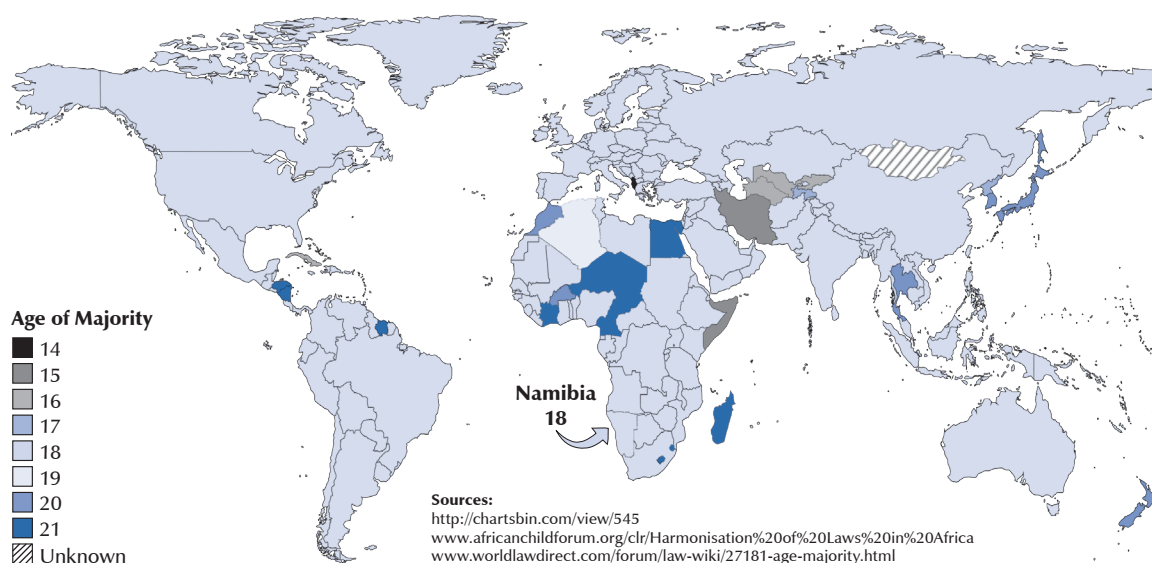 Age of Majority
14
15
16
17
18
19
20
21
Unknown
Namibia
18
Sources:
http://chartsbin.com/view/545
www.africanchildforum.org/clr/Harmonisation%20of%20Laws%20in%20Africa
www.worldlawdirect.com/forum/law-wiki/27181-age-majority.html